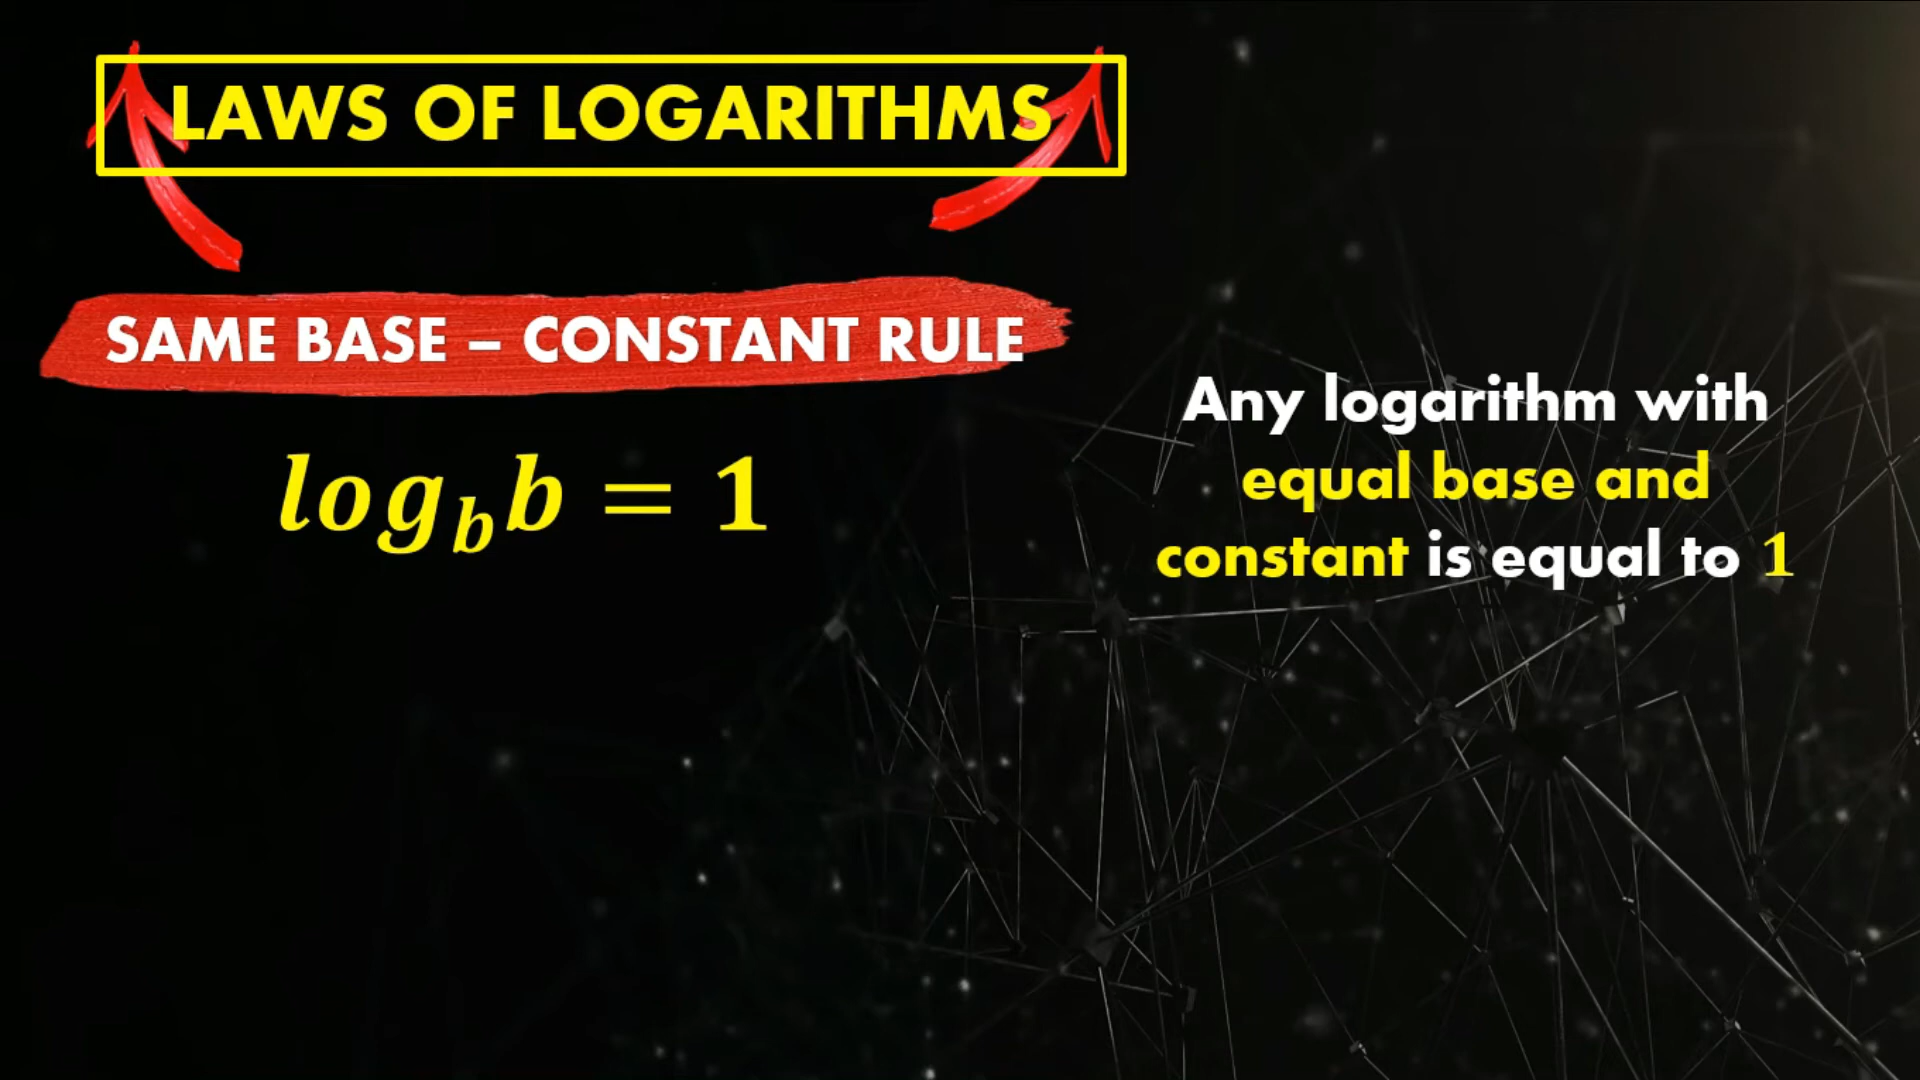 LAWS OF LOGARITHMS
SAME BASE – CONSTANT RULE
log_b b = 1
Any logarithm with
equal base and
constant is equal to 1